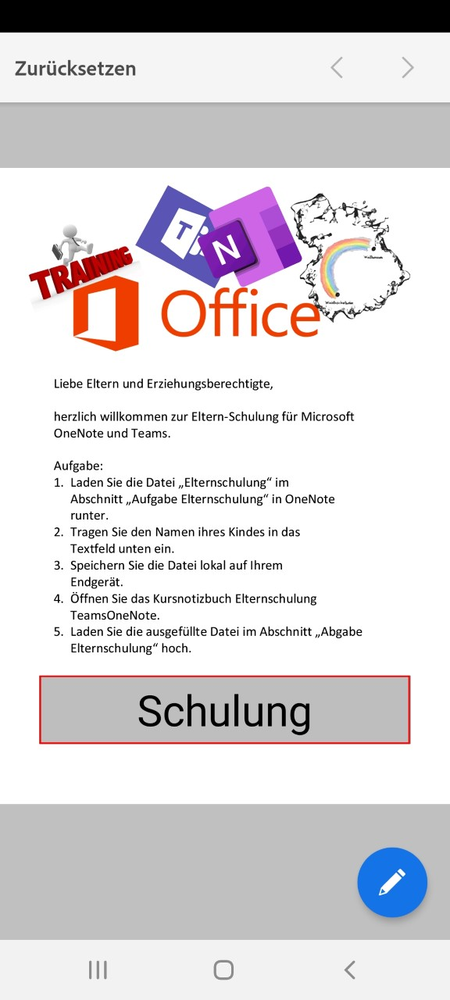 Zurücksetzen
TRAINING
T
N
Office
Liebe Eltern und Erziehungsberechtigte,
herzlich willkommen zur Eltern-Schulung für Microsoft
OneNote und Teams.
Aufgabe:
1. Laden Sie die Datei „Elternschulung“ im
Abschnitt „Aufgabe Elternschulung“ in OneNote
runter.
2. Tragen Sie den Namen ihres Kindes in das
Textfeld unten ein.
3. Speichern Sie die Datei lokal auf Ihrem
Endgerät.
4. Öffnen Sie das Kursnotizbuch Elternschulung
TeamsOneNote.
5. Laden Sie die ausgefüllte Datei im Abschnitt „Abgabe
Elternschulung“ hoch.
Schulung